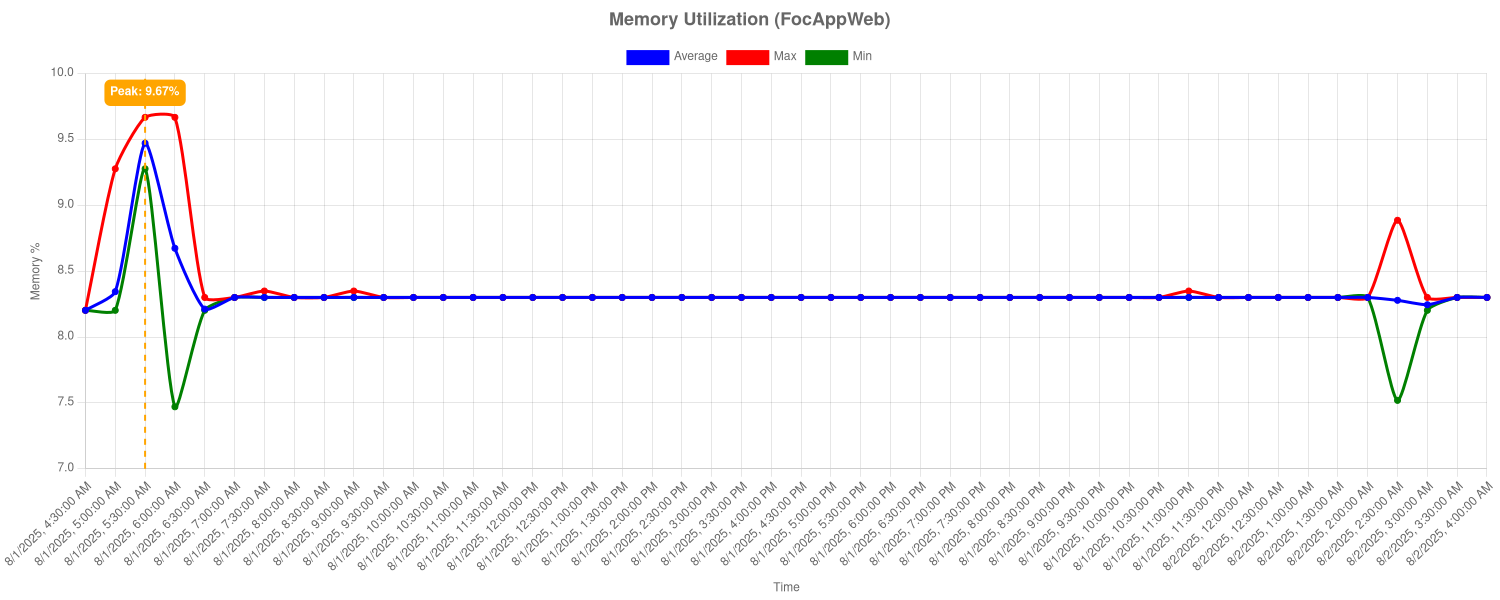 Memory Utilization (FocAppWeb)
Average Max Min
10.0
Peak: 9.67%
9.5
9.0
8.5
8.0
7.5
7.0
Memory %
8/1/2025, 4:30:00 AM
8/1/2025, 5:00:00 AM
8/1/2025, 5:30:00 AM
8/1/2025, 6:00:00 AM
8/1/2025, 6:30:00 AM
8/1/2025, 7:00:00 AM
8/1/2025, 7:30:00 AM
8/1/2025, 8:00:00 AM
8/1/2025, 8:30:00 AM
8/1/2025, 9:00:00 AM
8/1/2025, 9:30:00 AM
8/1/2025, 10:00:00 AM
8/1/2025, 10:30:00 AM
8/1/2025, 11:00:00 AM
8/1/2025, 11:30:00 AM
8/1/2025, 12:00:00 PM
8/1/2025, 12:30:00 PM
8/1/2025, 1:00:00 PM
8/1/2025, 1:30:00 PM
8/1/2025, 2:00:00 PM
8/1/2025, 2:30:00 PM
8/1/2025, 3:00:00 PM
8/1/2025, 3:30:00 PM
8/1/2025, 4:00:00 PM
8/1/2025, 4:30:00 PM
8/1/2025, 5:00:00 PM
8/1/2025, 5:30:00 PM
8/1/2025, 6:00:00 PM
8/1/2025, 6:30:00 PM
8/1/2025, 7:00:00 PM
8/1/2025, 7:30:00 PM
8/1/2025, 8:00:00 PM
8/1/2025, 8:30:00 PM
8/1/2025, 9:00:00 PM
8/1/2025, 9:30:00 PM
8/1/2025, 10:00:00 PM
8/1/2025, 10:30:00 PM
8/1/2025, 11:00:00 PM
8/1/2025, 11:30:00 PM
8/2/2025, 12:00:00 AM
8/2/2025, 12:30:00 AM
8/2/2025, 1:00:00 AM
8/2/2025, 1:30:00 AM
8/2/2025, 2:00:00 AM
8/2/2025, 2:30:00 AM
8/2/2025, 3:00:00 AM
8/2/2025, 3:30:00 AM
8/2/2025, 4:00:00 AM
Time